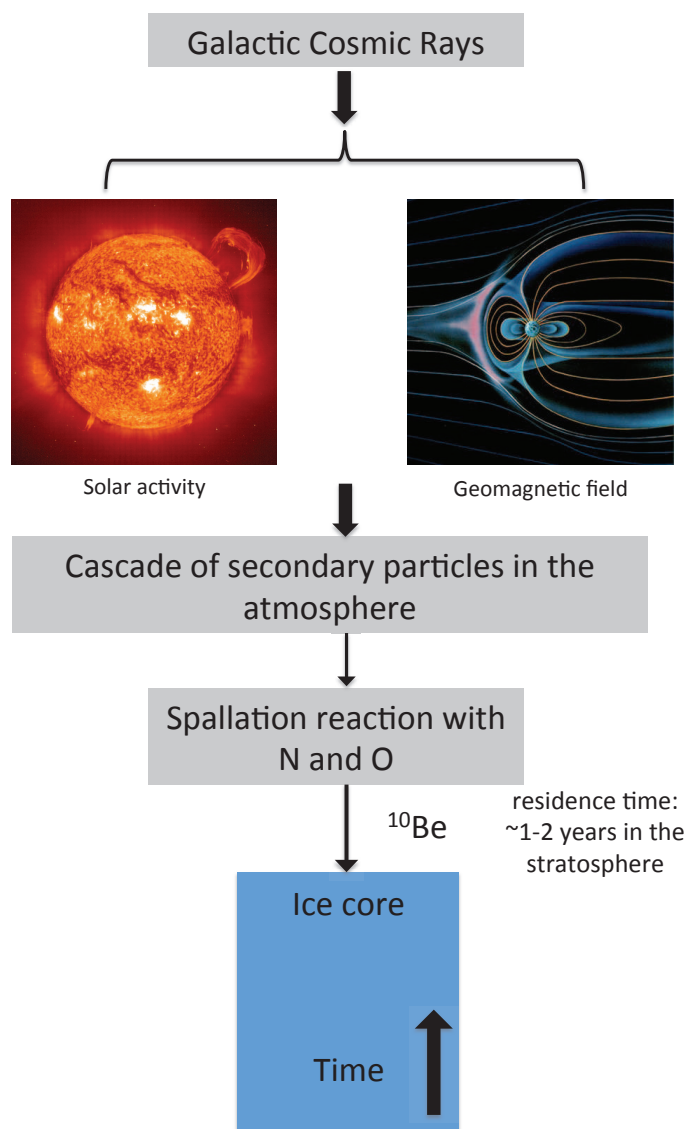 Galactic Cosmic Rays
Solar activity
Geomagnetic field
Cascade of secondary particles in the
atmosphere
Spallation reaction with
N and O
¹⁰Be
residence time:
~1-2 years in the
stratosphere
Ice core
Time